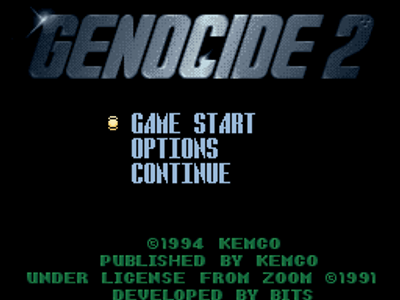 GENOCIDE 2
GAME START
OPTIONS
CONTINUE
©1994 KEMCO
PUBLISHED BY KEMCO
UNDER LICENSE FROM ZOOM ©1991
DEVELOPED BY BITS